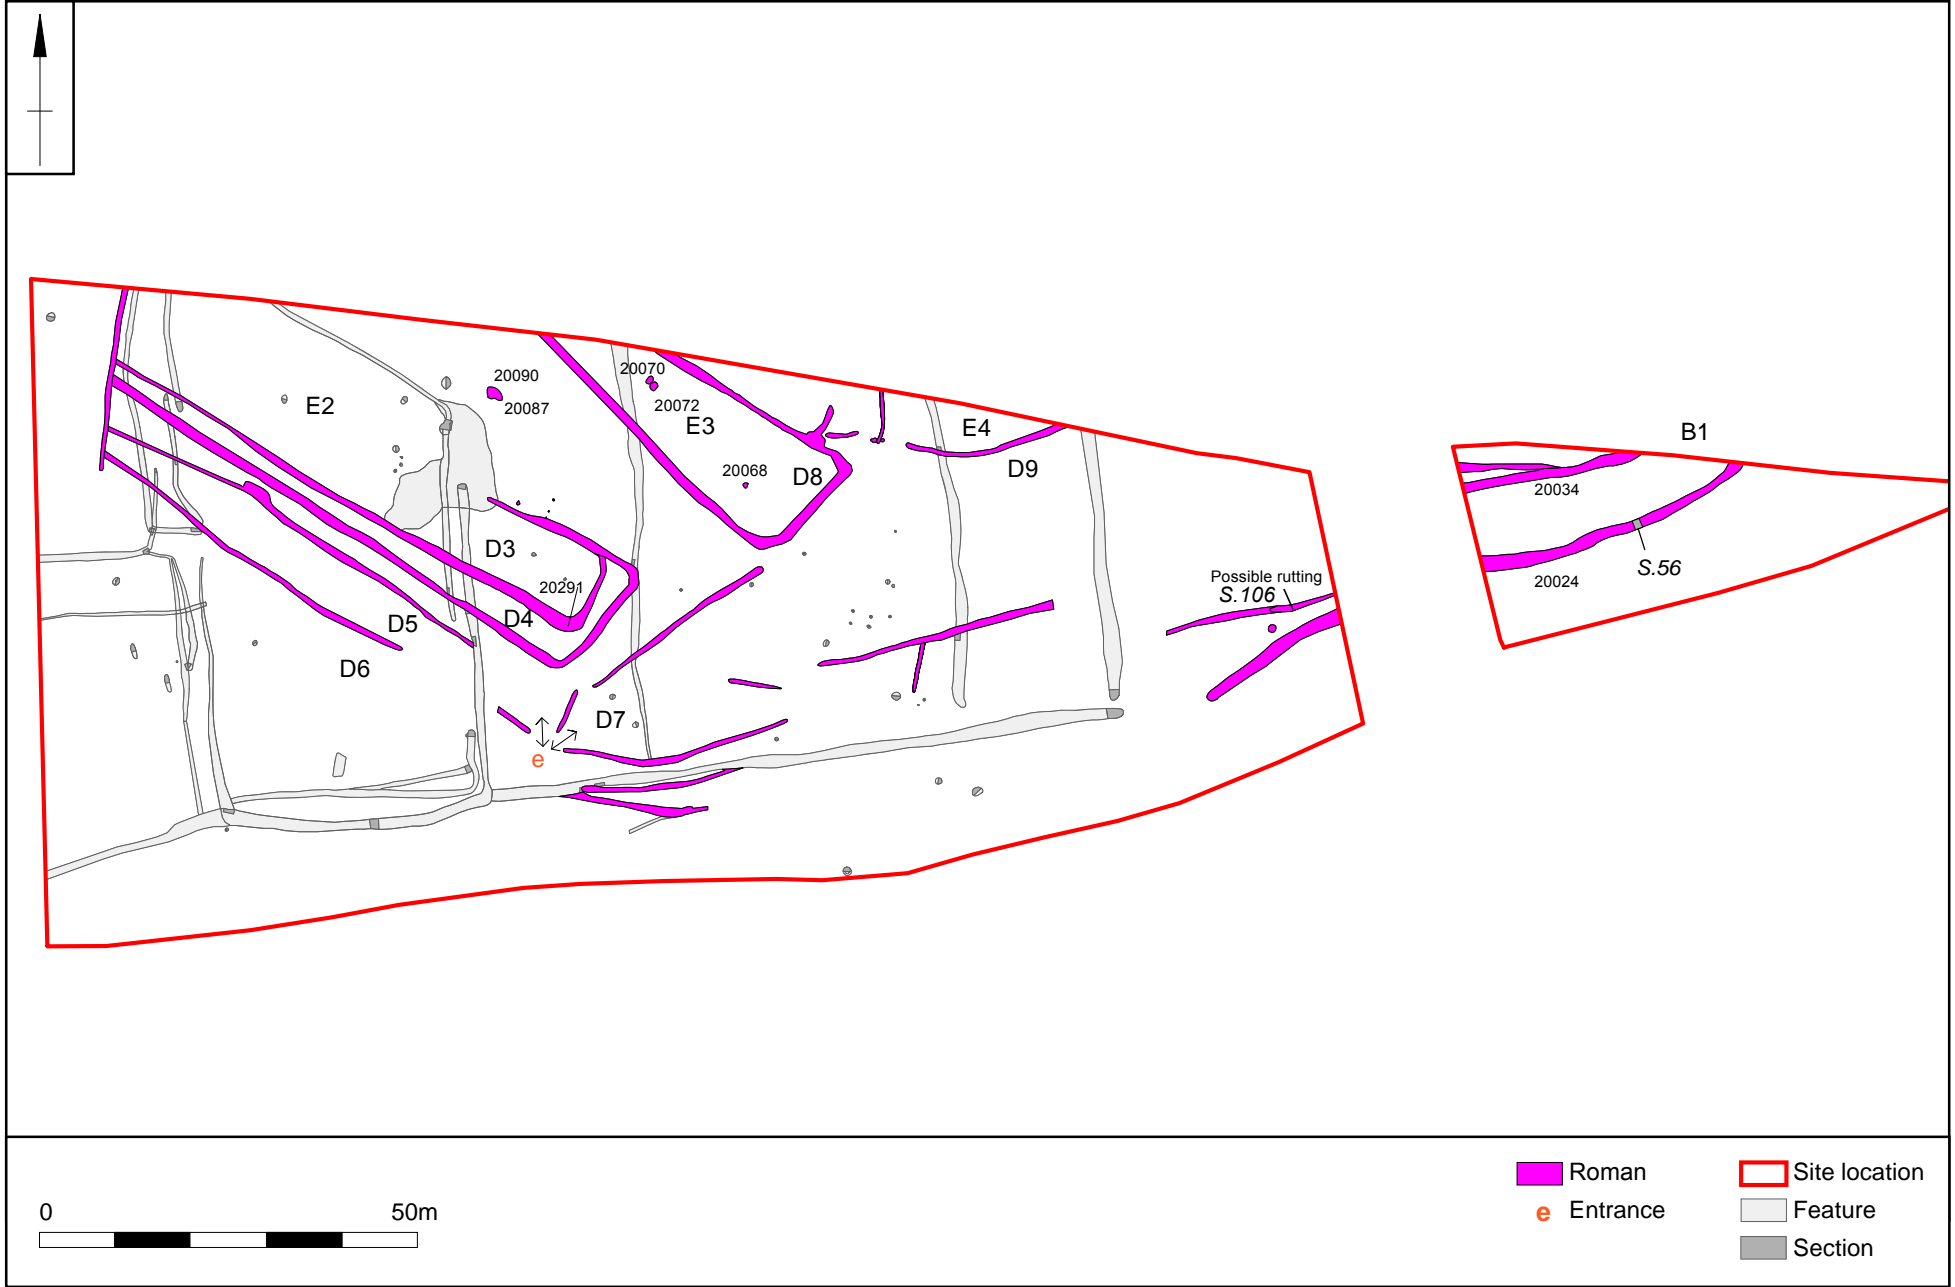 20090
20087
E2
20070
20072
E3
20068
D8
E4
D9
B1
20034
20024
S.56
D3
20291
D4
D5
D6
D7
e
Possible rutting
S.106
0 50m
Roman
e Entrance
Site location
Feature
Section